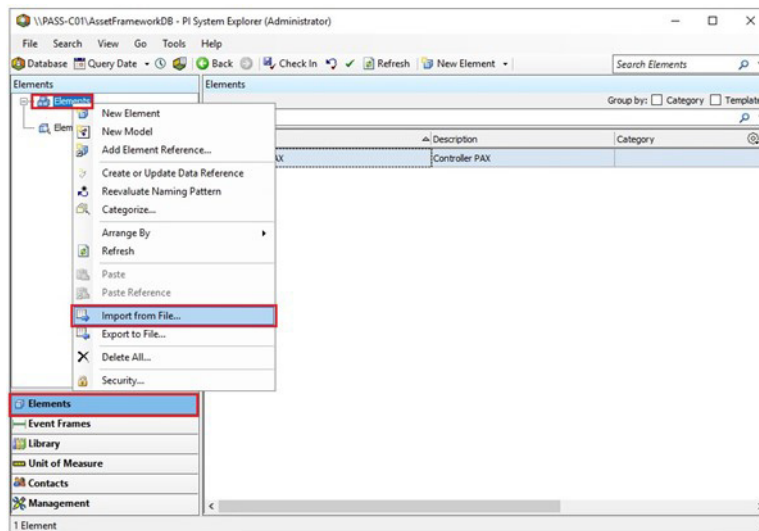 \\PASS-C01\AssetFrameworkDB - PI System Explorer (Administrator)
File Search View Go Tools Help
Database Query Date Back Check In Refresh New Element Search Elements
Elements Elements
Elements Group by: Category Template
Elem
Description Category
AX Controller PAX
New Element
New Model
Add Element Reference...
Create or Update Data Reference
Reevaluate Naming Pattern
Categorize...
Arrange By
Refresh
Paste
Paste Reference
Import from File...
Export to File...
Delete All...
Security...
Elements
Event Frames
Library
Unit of Measure
Contacts
Management
1 Element